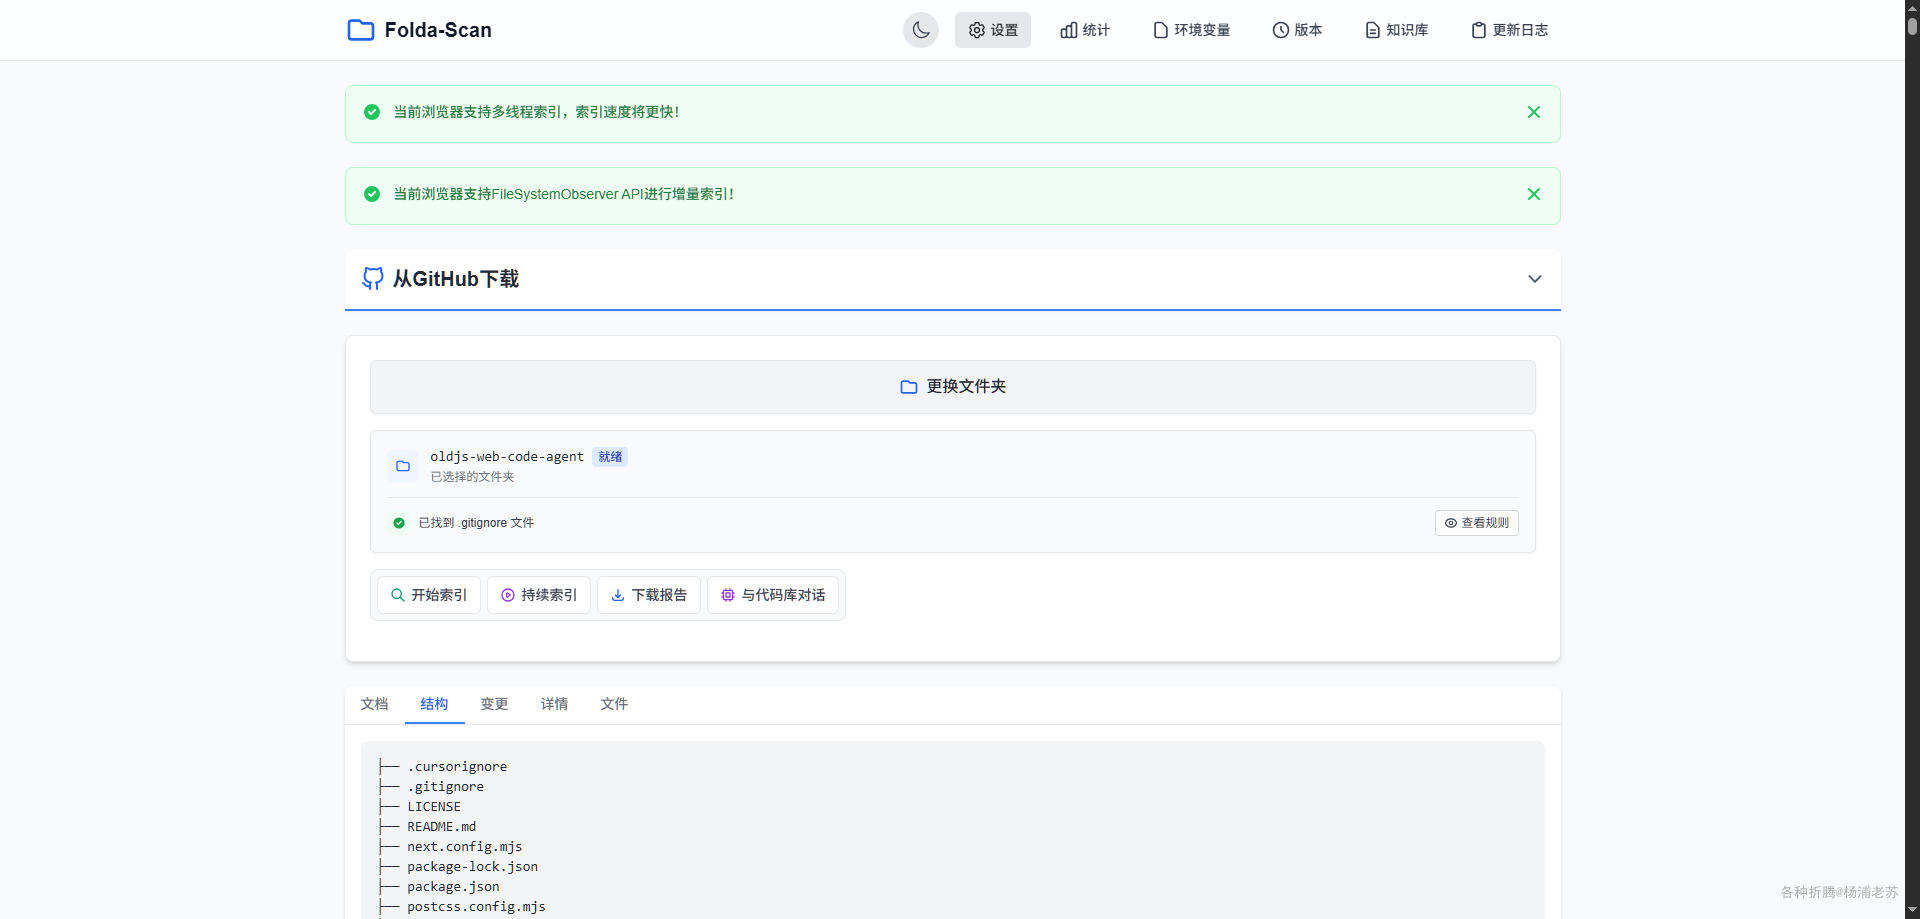 Folda-Scan
设置
统计
环境变量
版本
知识库
更新日志
当前浏览器支持多线程索引，索引速度将更快！
当前浏览器支持FileSystemObserver API进行增量索引！
从GitHub下载
更换文件夹
oldjs-web-code-agent 就绪
已选择的文件夹
已找到 .gitignore 文件
查看规则
开始索引
持续索引
下载报告
与代码库对话
文档
结构
变更
详情
文件
├── .cursorignore
├── .gitignore
├── LICENSE
├── README.md
├── next.config.mjs
├── package-lock.json
├── package.json
├── postcss.config.mjs
各种折腾@杨浦老苏